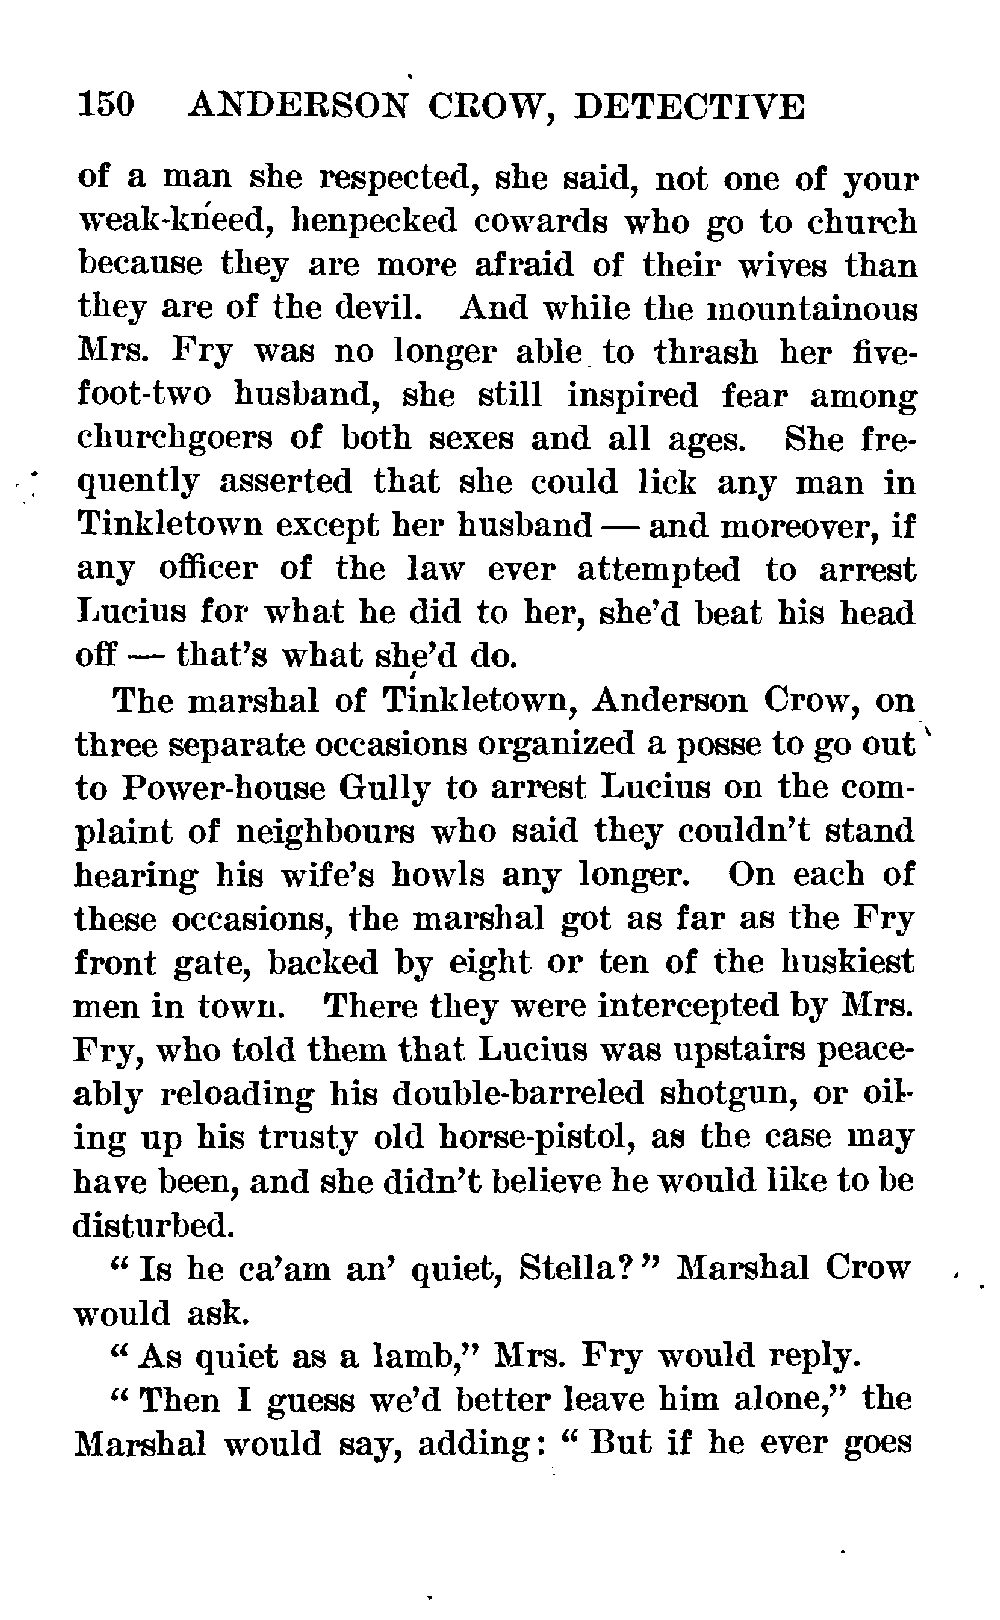 150 ANDERSON CROW, DETECTIVE
of a man she respected, she said, not one of your
weak-kneed, henpecked cowards who go to church
because they are more afraid of their wives than
they are of the devil. And while the mountainous
Mrs. Fry was no longer able to thrash her five-
foot-two husband, she still inspired fear among
churchgoers of both sexes and all ages. She fre-
quently asserted that she could lick any man in
Tinkletown except her husband — and moreover, if
any officer of the law ever attempted to arrest
Lucius for what he did to her, she'd beat his head
off — that's what she'd do.
The marshal of Tinkletown, Anderson Crow, on
three separate occasions organized a posse to go out
to Power-house Gully to arrest Lucius on the com-
plaint of neighbours who said they couldn't stand
hearing his wife's howls any longer. On each of
these occasions, the marshal got as far as the Fry
front gate, backed by eight or ten of the huskiest
men in town. There they were intercepted by Mrs.
Fry, who told them that Lucius was upstairs peace-
ably reloading his double-barreled shotgun, or oil-
ing up his trusty old horse-pistol, as the case may
have been, and she didn't believe he would like to be
disturbed.
" Is he ca'am an' quiet, Stella? " Marshal Crow
would ask.
" As quiet as a lamb," Mrs. Fry would reply.
" Then I guess we'd better leave him alone," the
Marshal would say, adding: " But if he ever goes